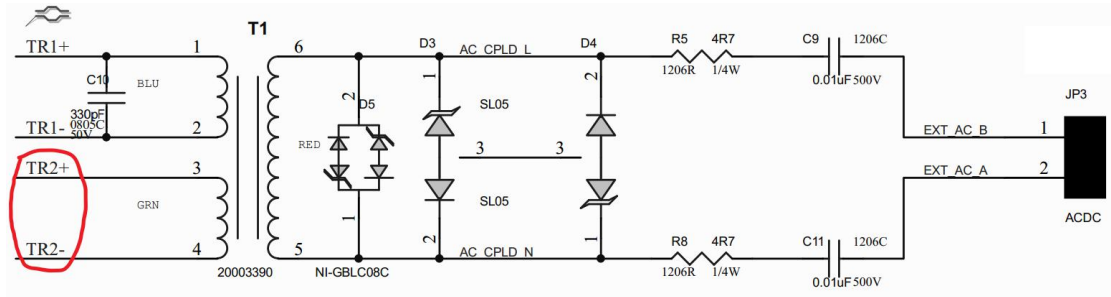 T1
TR1+ 1 6 D3 AC_CPLD_L D4 R5 4R7 C9 1206C
1206R 1/4W 0.01uF 500V
C10 BLU 2 D5 1 2 JP3
330pF SL05
0805C
50V
TR1- 2 EXT_AC_B 1
RED 3 3
TR2+ 3 EXT_AC_A 2
GRN SL05
ACDC
1 2 1
TR2- 4 5 AC_CPLD_N R8 4R7 C11 1206C
20003390 NI-GBLC08C 1206R 1/4W 0.01uF 500V